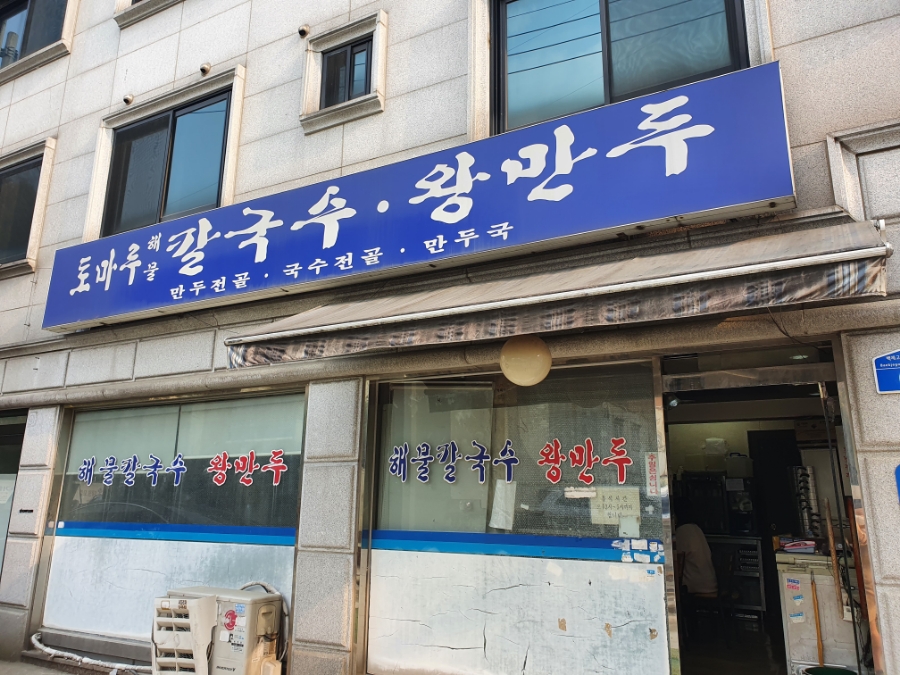 토마루 해물 칼국수 · 왕만두
만두전골 · 국수전골 · 만두국
해물칼국수 왕만두
해물칼국수 왕만두